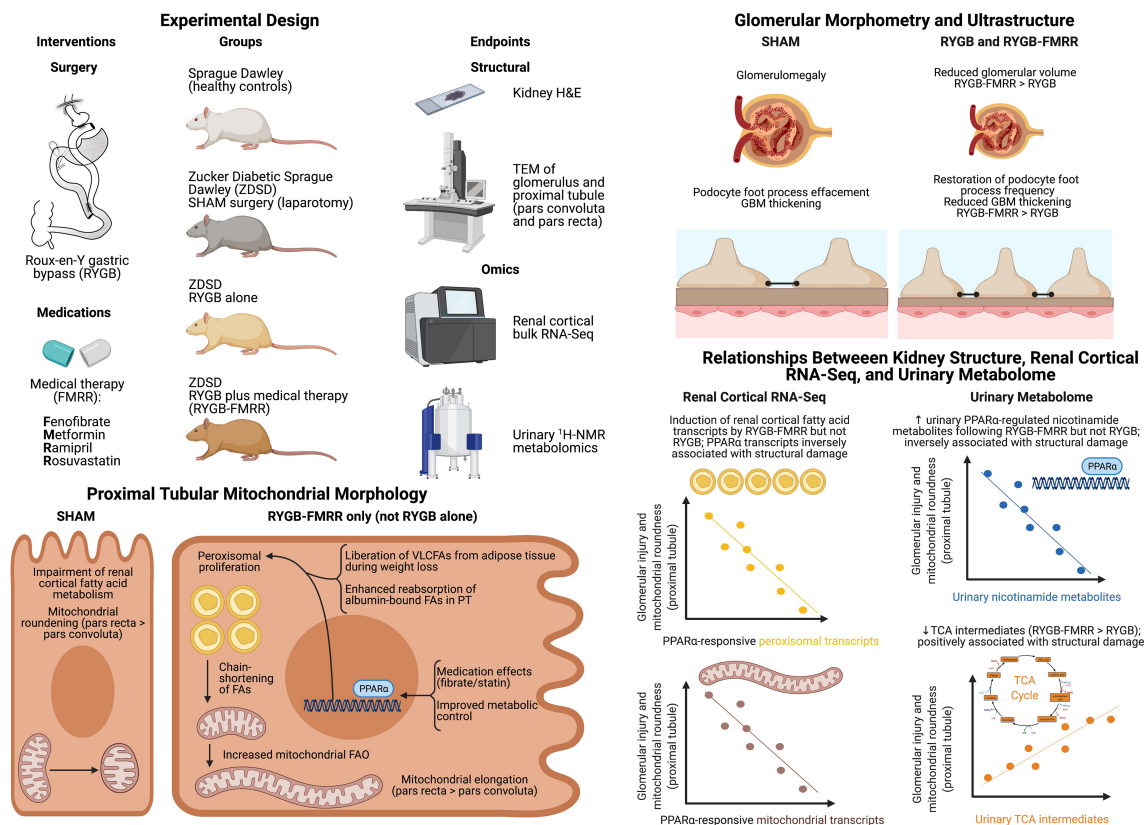 Experimental Design
Interventions
Surgery
Roux-en-Y gastric
bypass (RYGB)
Medications
Medical therapy
(FMRR):
Fenofibrate
Metformin
Ramipril
Rosuvastatin
Groups
Sprague Dawley
(healthy controls)
Zucker Diabetic Sprague
Dawley (ZDSD)
SHAM surgery (laparotomy)
ZDSD
RYGB alone
ZDSD
RYGB plus medical therapy
(RYGB-FMRR)
Endpoints
Structural
Kidney H&E
TEM of
glomerulus and
proximal tubule
(pars convoluta
and pars recta)
Omics
Renal cortical
bulk RNA-Seq
Urinary ¹H-NMR
metabolomics
Proximal Tubular Mitochondrial Morphology
SHAM
Impairment of renal
cortical fatty acid
metabolism
Mitochondrial
roundening (pars recta >
pars convoluta)
RYGB-FMRR only (not RYGB alone)
Peroxisomal
proliferation
Liberation of VLCFAs from adipose tissue
during weight loss
Enhanced reabsorption of
albumin-bound FAs in PT
Chain-
shortening
of FAs
PPARα
Medication effects
(fibrate/statin)
Improved metabolic
control
Increased mitochondrial FAO
Mitochondrial elongation
(pars recta > pars convoluta)
Glomerular Morphometry and Ultrastructure
SHAM
Glomerulomegaly
Podocyte foot process effacement
GBM thickening
RYGB and RYGB-FMRR
Reduced glomerular volume
RYGB-FMRR > RYGB
Restoration of podocyte foot
process frequency
Reduced GBM thickening
RYGB-FMRR > RYGB
Relationships Betweeen Kidney Structure, Renal Cortical
RNA-Seq, and Urinary Metabolome
Renal Cortical RNA-Seq
Induction of renal cortical fatty acid
transcripts by RYGB-FMRR but not
RYGB; PPARα transcripts inversely
associated with structural damage
Glomerular injury and
mitochondrial roundness
(proximal tubule)
PPARα-responsive peroxisomal transcripts
Glomerular injury and
mitochondrial roundness
(proximal tubule)
PPARα-responsive mitochondrial transcripts
Urinary Metabolome
↑ urinary PPARα-regulated nicotinamide
metabolites following RYGB-FMRR but not RYGB;
inversely associated with structural damage
PPARα
Glomerular injury and
mitochondrial roundness
(proximal tubule)
Urinary nicotinamide metabolites
↓TCA intermediates (RYGB-FMRR > RYGB);
positively associated with structural damage
TCA
Cycle
Glomerular injury and
mitochondrial roundness
(proximal tubule)
Urinary TCA intermediates